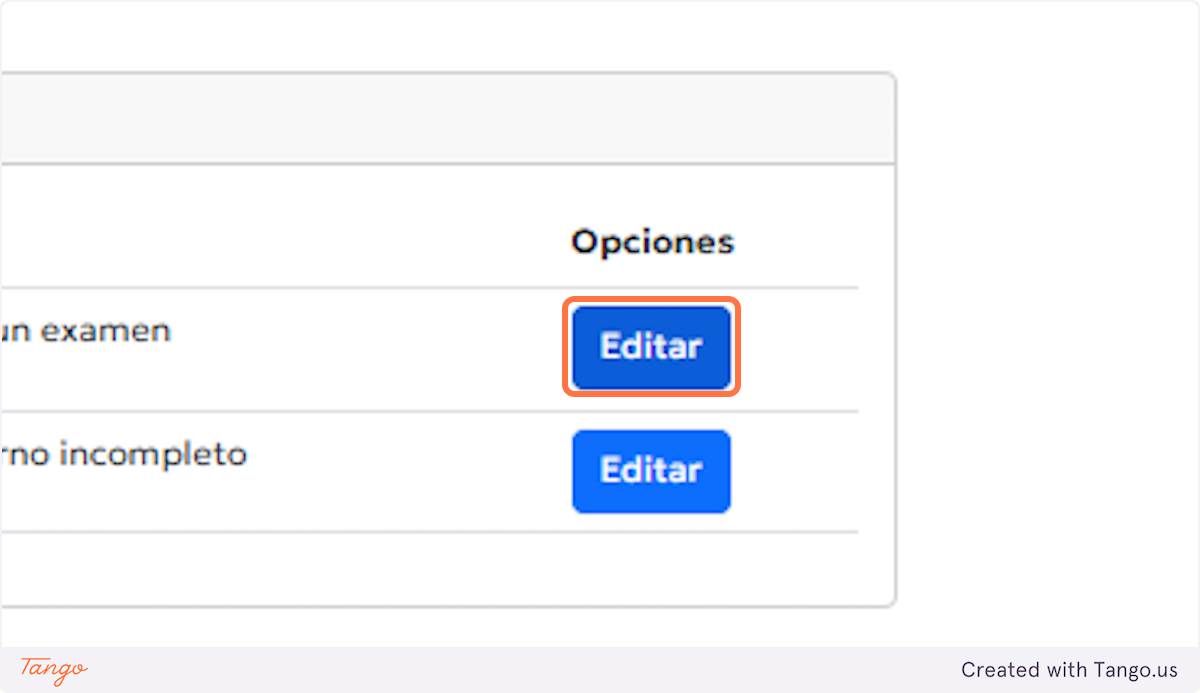 Opciones
un examen
Editar
rno incompleto
Editar
Tango
Created with Tango.us